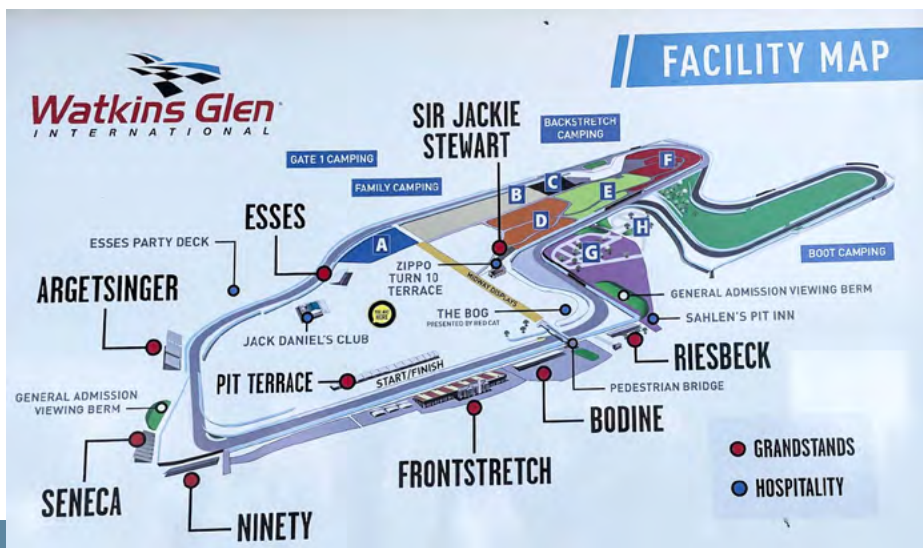 FACILITY MAP
Watkins Glen
INTERNATIONAL
SIR JACKIE
STEWART
BACKSTRETCH
CAMPING
GATE 1 CAMPING
FAMILY CAMPING
F
C
B
E
D
A
H
G
ESSES
ESSES PARTY DECK
ZIPPO
TURN 10
TERRACE
MIDWAY DISPLAYS
BOOT CAMPING
ARGETSINGER
YOU ARE
HERE
THE BOG
PRESENTED BY RED CAT
GENERAL ADMISSION VIEWING BERM
SAHLEN'S PIT INN
JACK DANIEL'S CLUB
RIESBECK
PIT TERRACE
START/FINISH
PEDESTRIAN BRIDGE
GENERAL ADMISSION
VIEWING BERM
BODINE
FRONTSTRETCH
SENECA
NINETY
GRANDSTANDS
HOSPITALITY